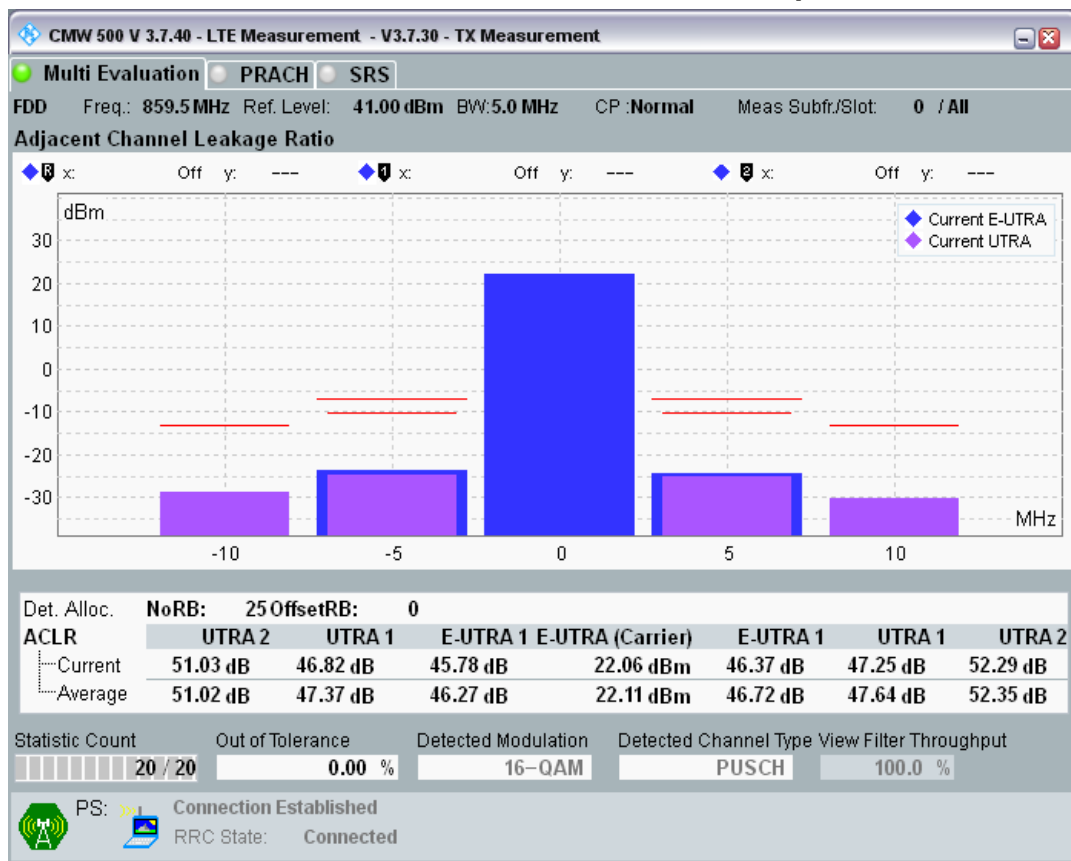 CMW 500 V 3.7.40 - LTE Measurement - V3.7.30 - TX Measurement
Multi Evaluation PRACH SRS
FDD Freq.: 859.5 MHz Ref. Level: 41.00 dBm BW:5.0 MHz CP :Normal Meas Subfr./Slot: 0 / All
Adjacent Channel Leakage Ratio
R x: Off y: --- 1 x: Off y: --- 2 x: Off y: ---
dBm
Current E-UTRA
Current UTRA
30
20
10
0
-10
-20
-30
MHz
-10 -5 0 5 10
Det. Alloc. NoRB: 25 OffsetRB: 0
ACLR UTRA 2 UTRA 1 E-UTRA 1 E-UTRA (Carrier) E-UTRA 1 UTRA 1 UTRA 2
Current 51.03 dB 46.82 dB 45.78 dB 22.06 dBm 46.37 dB 47.25 dB 52.29 dB
Average 51.02 dB 47.37 dB 46.27 dB 22.11 dBm 46.72 dB 47.64 dB 52.35 dB
Statistic Count Out of Tolerance Detected Modulation Detected Channel Type View Filter Throughput
20 / 20 0.00 % 16-QAM PUSCH 100.0 %
PS: Connection Established
RRC State: Connected